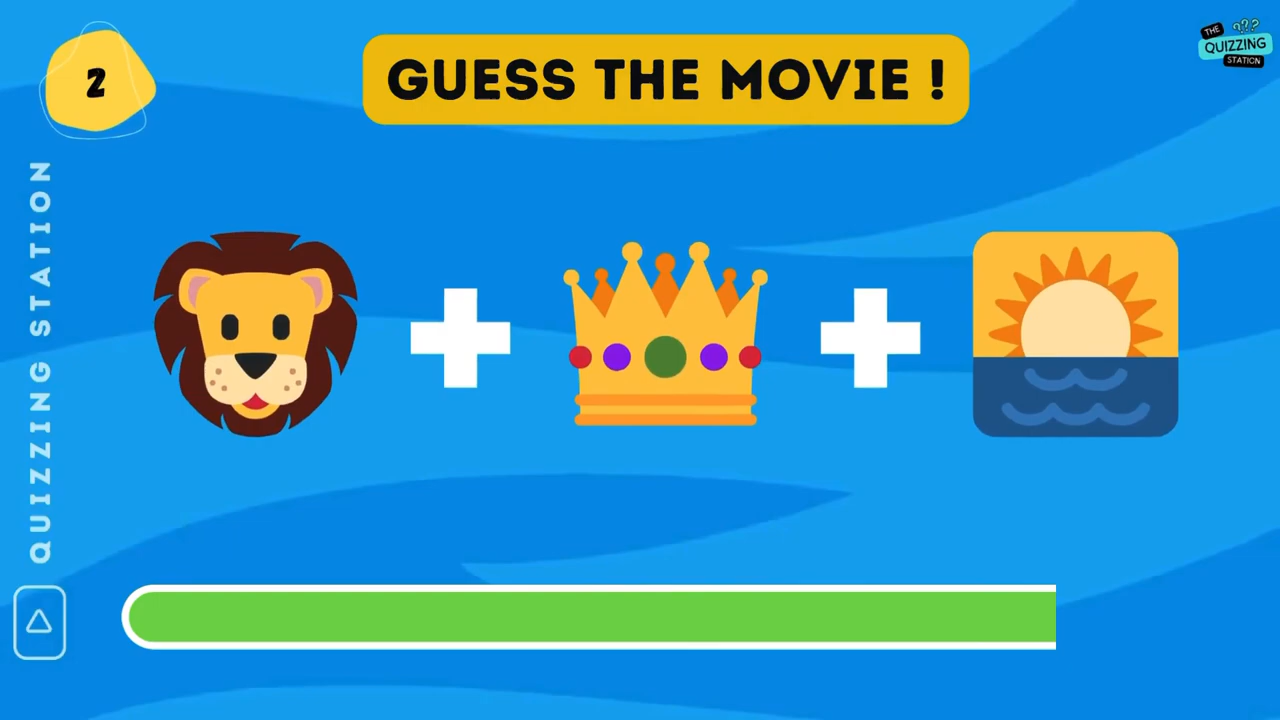 2
GUESS THE MOVIE !
THE ???
QUIZZING
STATION
QUIZZING STATION